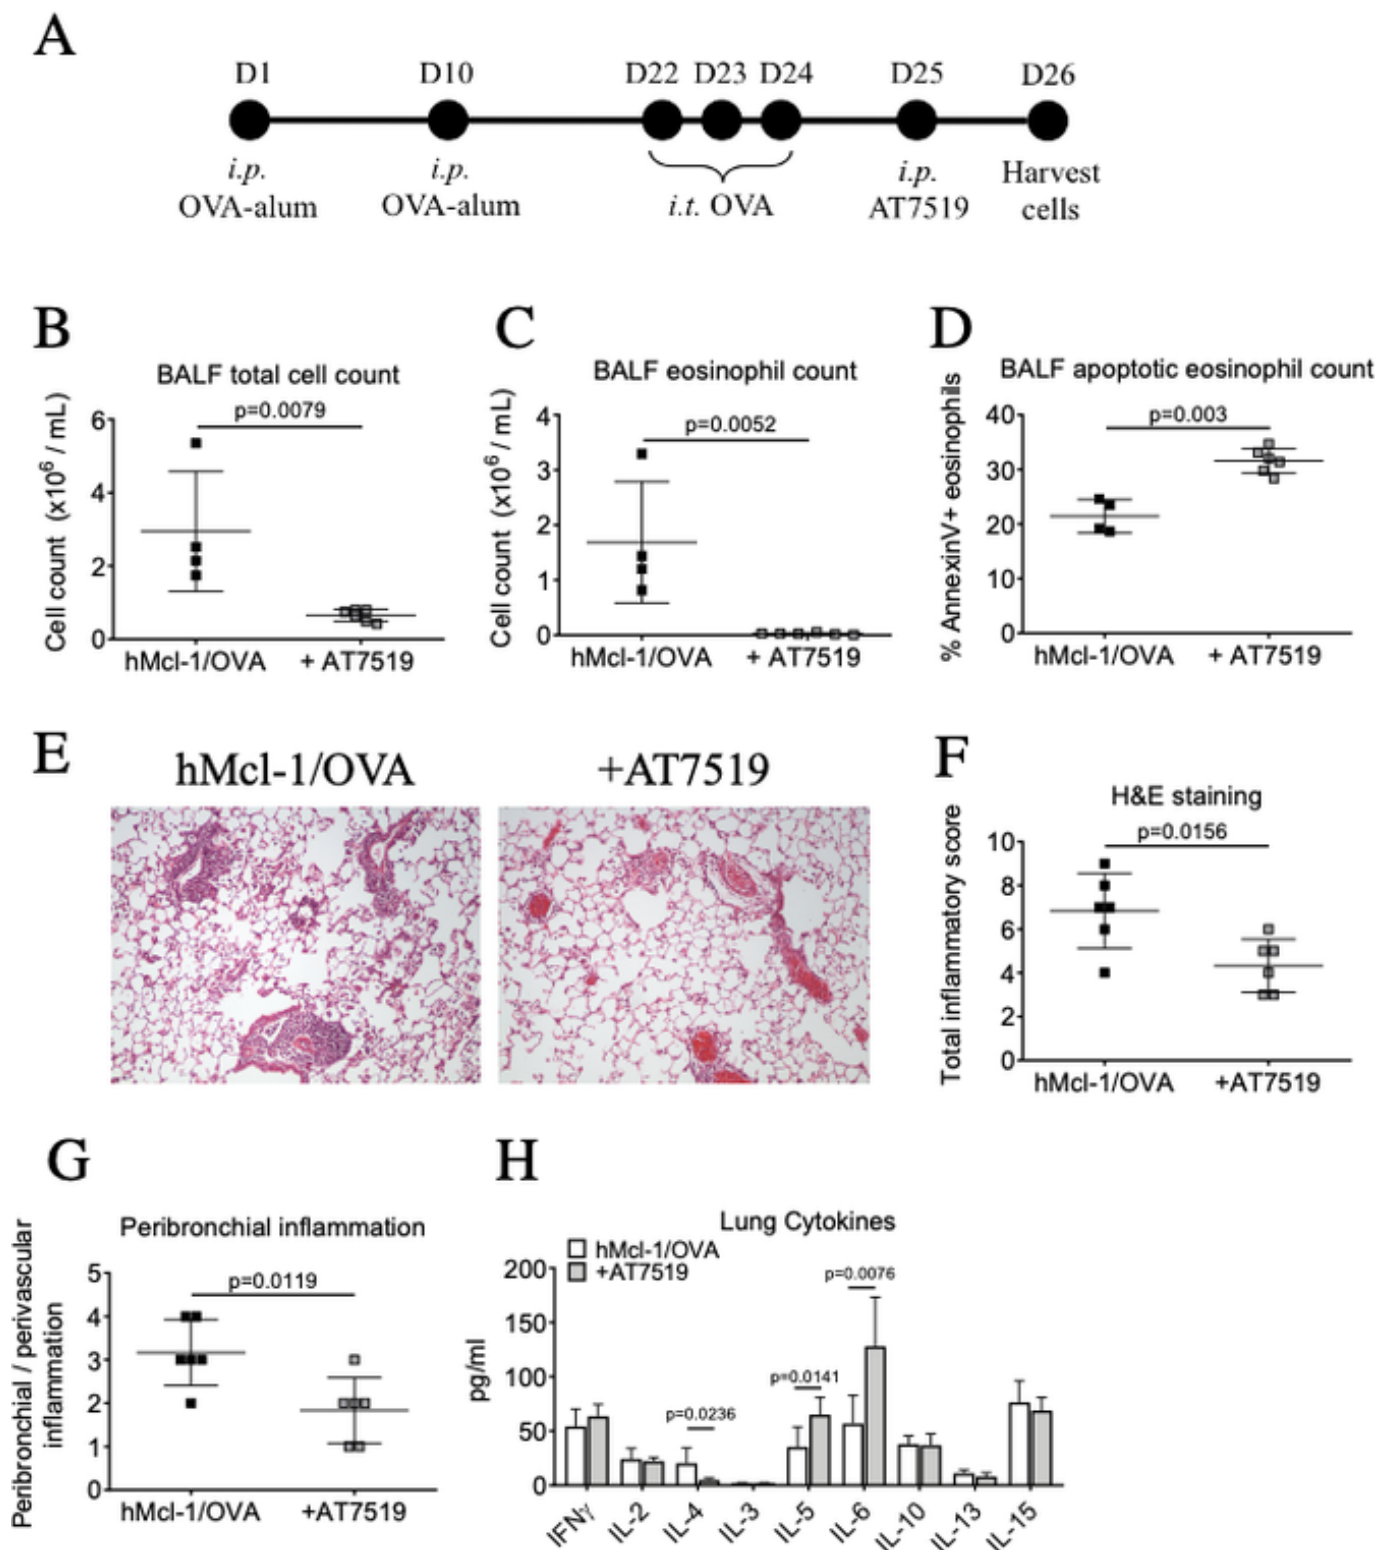 A
D1 D10 D22 D23 D24 D25 D26
i.p. i.p. i.t. OVA i.p. Harvest
OVA-alum OVA-alum AT7519 cells
B
BALF total cell count
p=0.0079
Cell count (x10⁶ / mL)
6
4
2
0
hMcl-1/OVA + AT7519
C
BALF eosinophil count
p=0.0052
Cell count (x10⁶ / mL)
4
3
2
1
0
hMcl-1/OVA + AT7519
D
BALF apoptotic eosinophil count
p=0.003
% AnnexinV+ eosinophils
40
30
20
10
0
hMcl-1/OVA + AT7519
E
hMcl-1/OVA +AT7519
F
H&E staining
p=0.0156
Total inflammatory score
10
8
6
4
2
0
hMcl-1/OVA +AT7519
G
Peribronchial inflammation
p=0.0119
Peribronchial / perivascular
inflammation
5
4
3
2
1
0
hMcl-1/OVA +AT7519
H
Lung Cytokines
hMcl-1/OVA
+AT7519
p=0.0236
p=0.0141
p=0.0076
pg/ml
200
150
100
50
0
IFNγ IL-2 IL-4 IL-3 IL-5 IL-6 IL-10 IL-13 IL-15